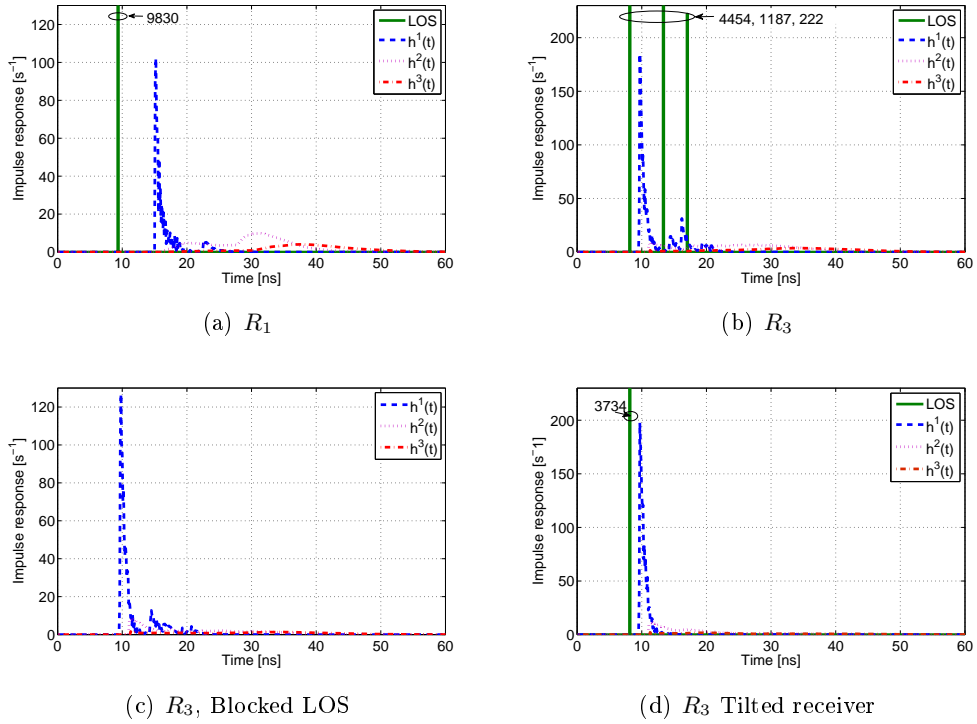 9830
LOS
h¹(t)
h²(t)
h³(t)
Impulse response [s⁻¹]
120
100
80
60
40
20
0
0 10 20 30 40 50 60
Time [ns]
(a) R₁
4454, 1187, 222
LOS
h¹(t)
h²(t)
h³(t)
Impulse response [s⁻¹]
200
150
100
50
0
0 10 20 30 40 50 60
Time [ns]
(b) R₃
h¹(t)
h²(t)
h³(t)
Impulse response [s⁻¹]
120
100
80
60
40
20
0
0 10 20 30 40 50 60
Time [ns]
(c) R₃, Blocked LOS
3734
LOS
h¹(t)
h²(t)
h³(t)
Impulse response [s⁻1]
200
150
100
50
0
0 10 20 30 40 50 60
Time [ns]
(d) R₃ Tilted receiver